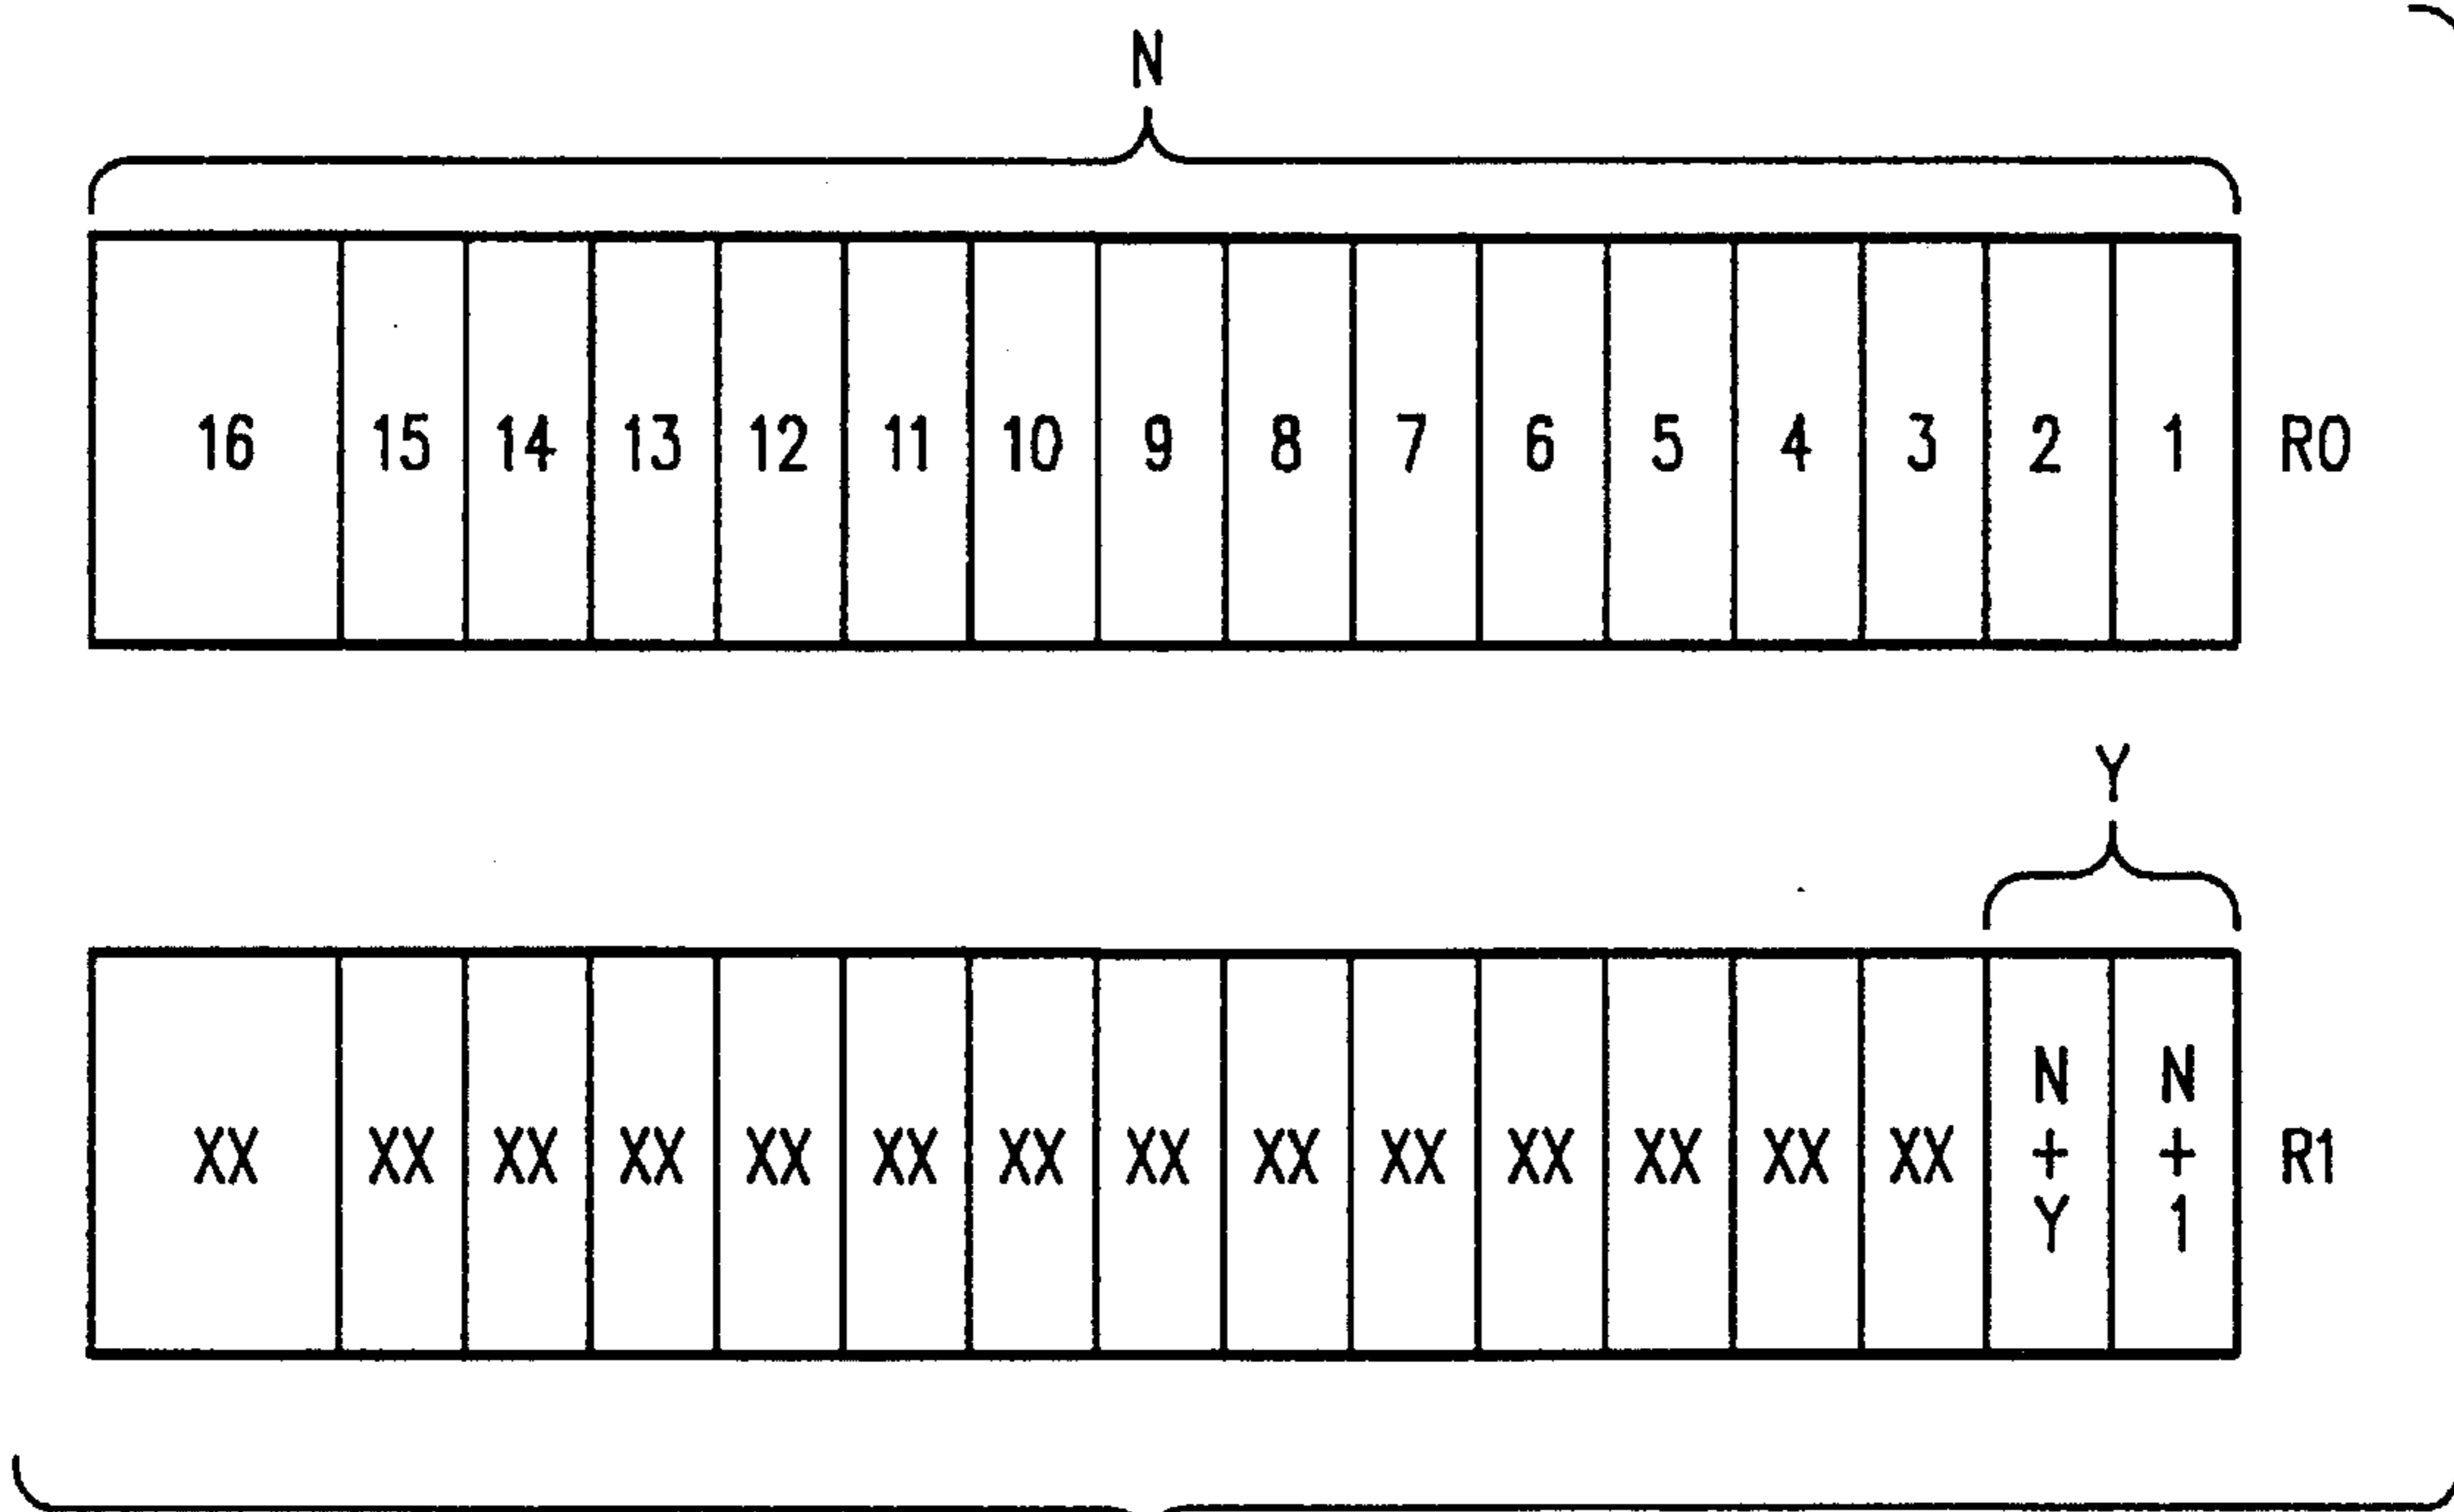 N
16 15 14 13 12 11 10 9 8 7 6 5 4 3 2 1 R0
Y
XX XX XX XX XX XX XX XX XX XX XX XX XX XX N+Y N+1 R1